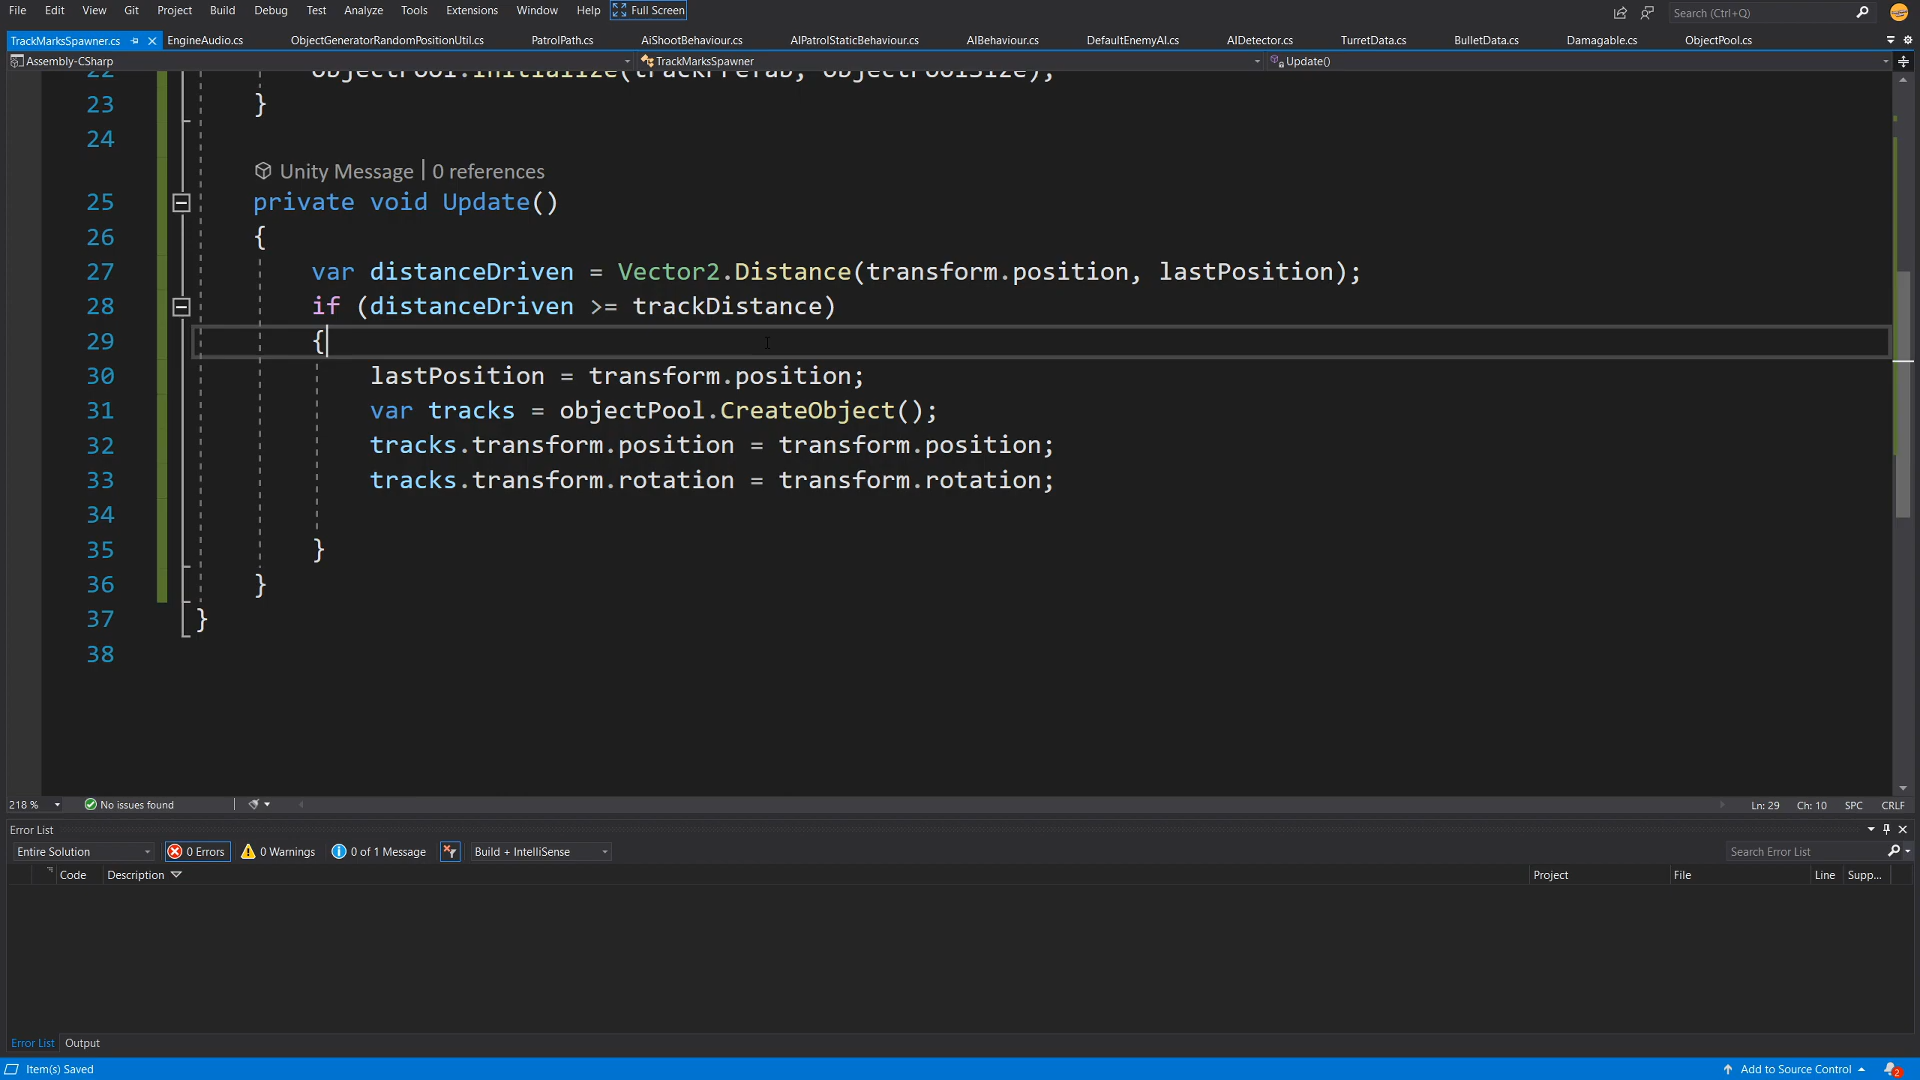 File Edit View Git Project Build Debug Test Analyze Tools Extensions Window Help Full Screen Search (Ctrl+Q)
TrackMarksSpawner.cs EngineAudio.cs ObjectGeneratorRandomPositionUtil.cs PatrolPath.cs AiShootBehaviour.cs AIPatrolStaticBehaviour.cs AIBehaviour.cs DefaultEnemyAI.cs AIDetector.cs TurretData.cs BulletData.cs Damagable.cs ObjectPool.cs
Assembly-CSharp TrackMarksSpawner Update()
22 objectPool.Initialize(trackPrefab, objectPoolSize);
23 }
24
Unity Message | 0 references
25 private void Update()
26 {
27 var distanceDriven = Vector2.Distance(transform.position, lastPosition);
28 if (distanceDriven >= trackDistance)
29 {
30 lastPosition = transform.position;
31 var tracks = objectPool.CreateObject();
32 tracks.transform.position = transform.position;
33 tracks.transform.rotation = transform.rotation;
34
35 }
36 }
37 }
38
218 % No issues found Ln: 29 Ch: 10 SPC CRLF
Error List
Entire Solution 0 Errors 0 Warnings 0 of 1 Message Build + IntelliSense Search Error List
Code Description Project File Line Supp...
Error List Output
Item(s) Saved Add to Source Control 2